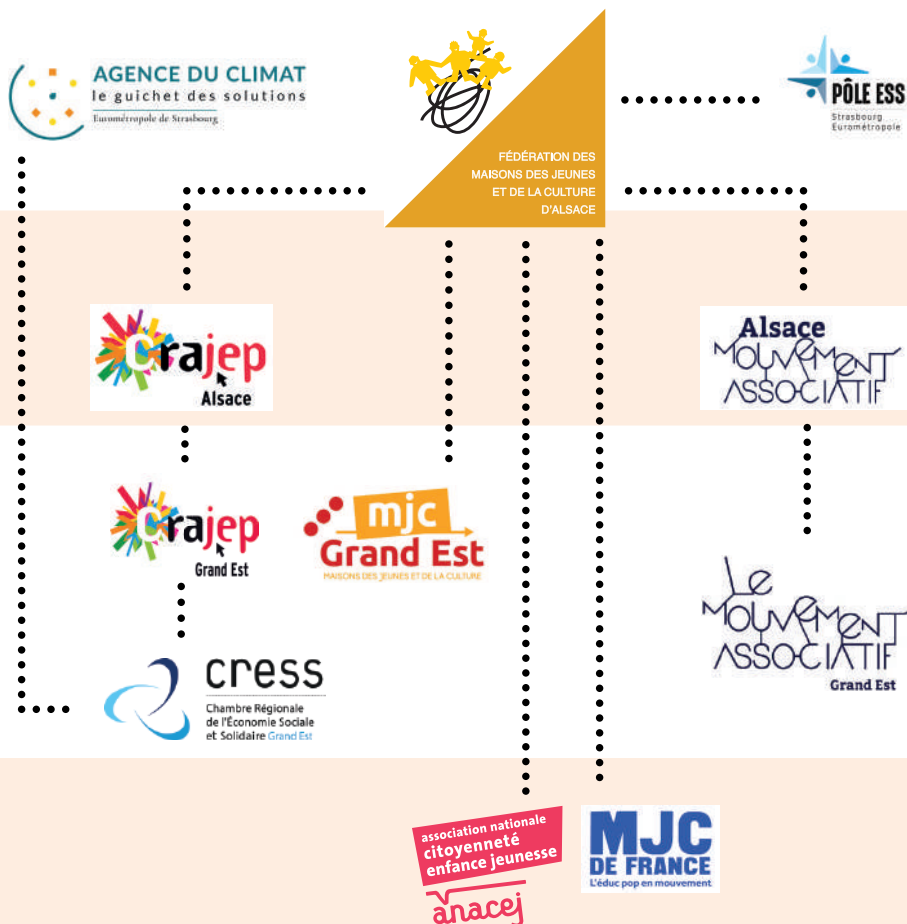 AGENCE DU CLIMAT
le guichet des solutions
Eurométropole de Strasbourg
FÉDÉRATION DES
MAISONS DES JEUNES
ET DE LA CULTURE
D'ALSACE
PÔLE ESS
Strasbourg
Eurométropole
Crajep
Alsace
Alsace
MOUVEMENT
ASSOCIATIF
Crajep
Grand Est
mjc
Grand Est
MAISONS DES JEUNES ET DE LA CULTURE
Le
MOUVEMENT
ASSOCIATIF
Grand Est
cress
Chambre Régionale
de l'Économie Sociale
et Solidaire Grand Est
association nationale
citoyenneté
enfance jeunesse
anacej
MJC
DE FRANCE
L'éduc pop en mouvement